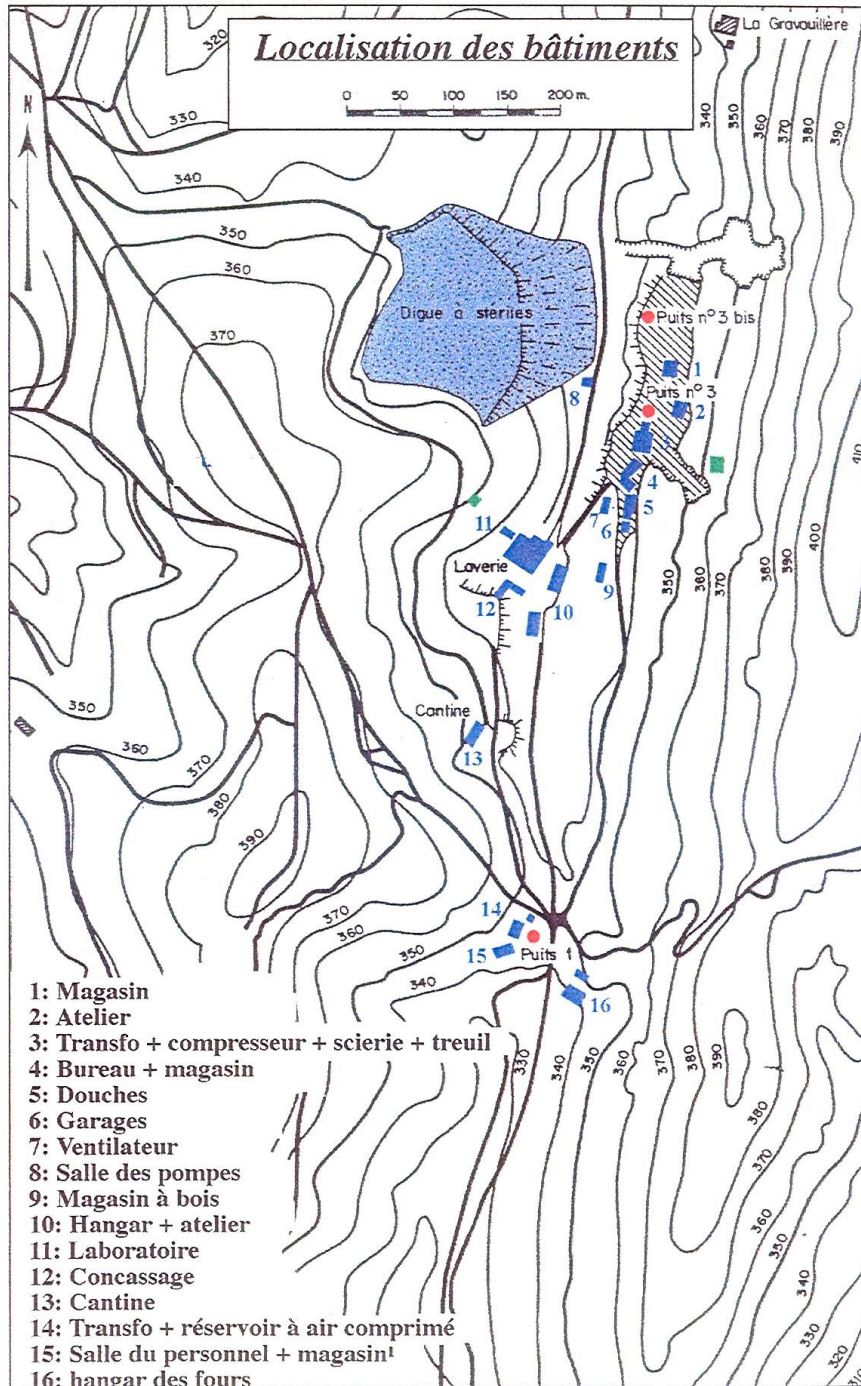 La Gravouillère
Localisation des bâtiments
0 50 100 150 200 m.
N
320
330
340
350
360
370
340
350
360
370
380
390
Digue a steriles
Puits n° 3 bis
1
8
Puits n° 3
2
3
4
5
7
6
410
400
390
380
370
360
350
11
Laverie
9
12
10
Cantine
13
350
360
370
380
390
370
360
350
340
14
15
Puits 1
16
330
340
350
360
370
380
390
380
370
360
350
340
330
320
310
1: Magasin
2: Atelier
3: Transfo + compresseur + scierie + treuil
4: Bureau + magasin
5: Douches
6: Garages
7: Ventilateur
8: Salle des pompes
9: Magasin à bois
10: Hangar + atelier
11: Laboratoire
12: Concassage
13: Cantine
14: Transfo + réservoir à air comprimé
15: Salle du personnel + magasin
16: hangar des fours